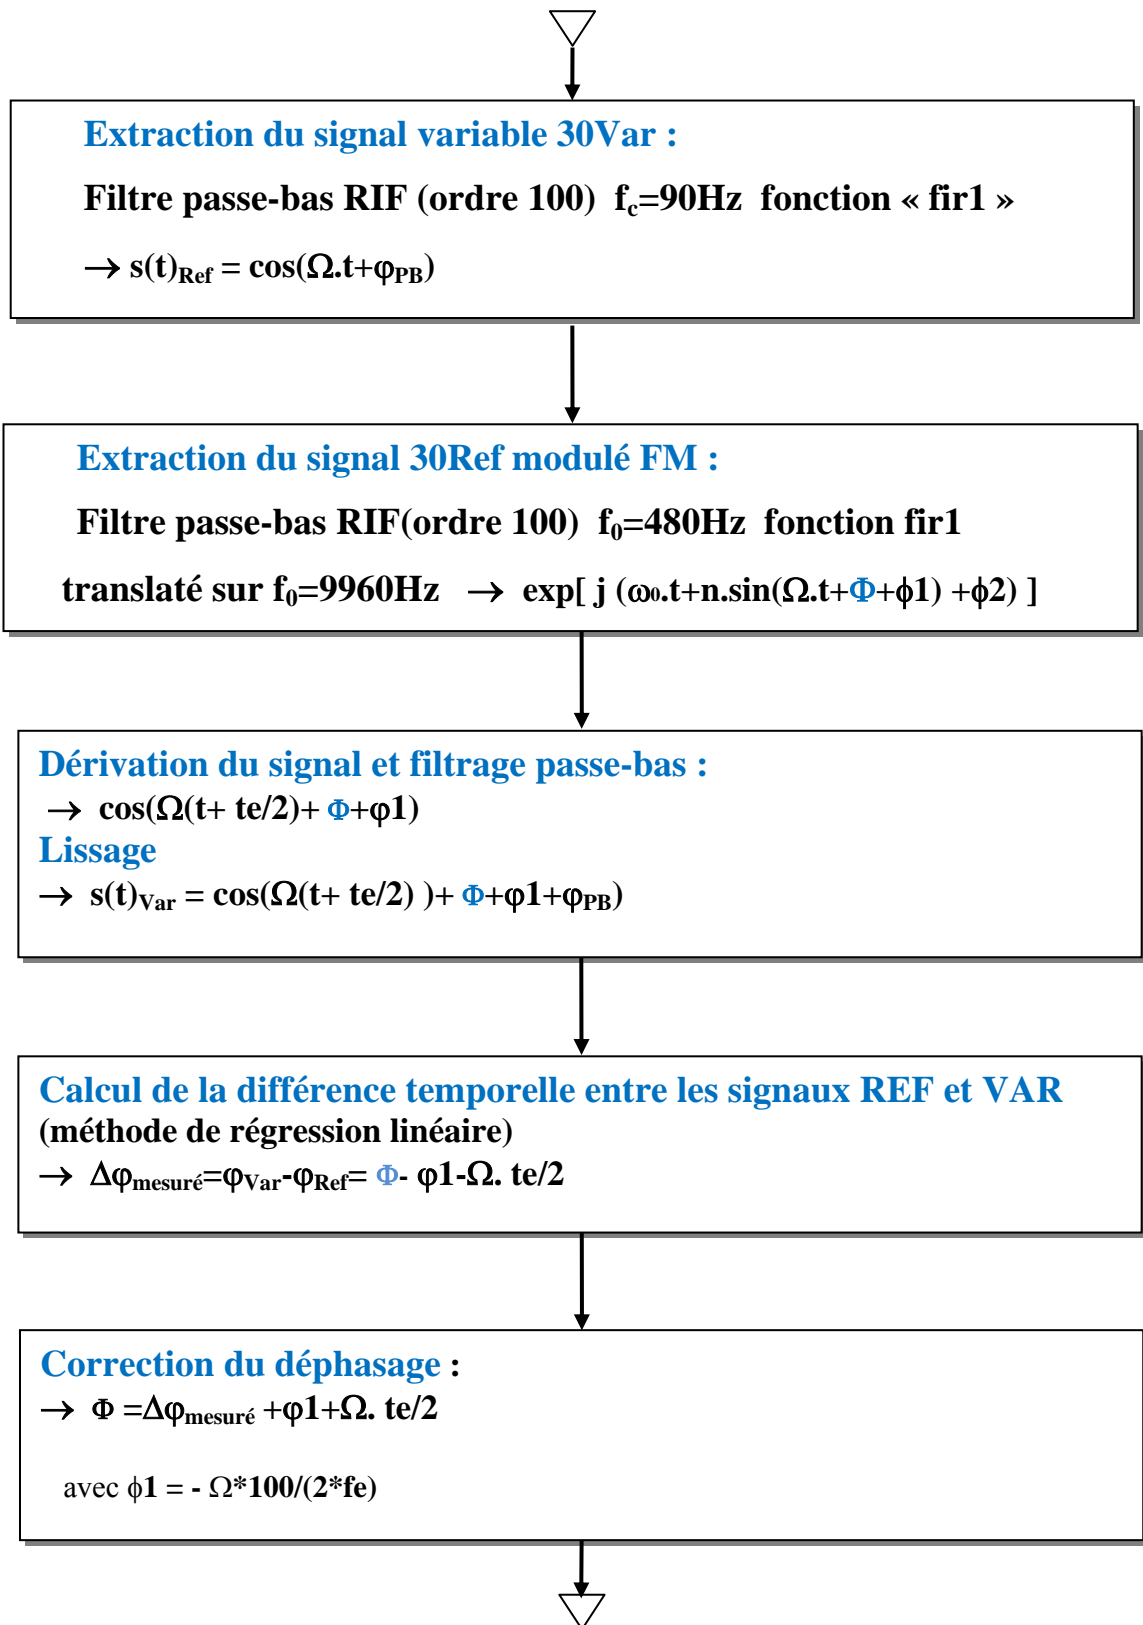 Extraction du signal variable 30Var :
Filtre passe-bas RIF (ordre 100) fc=90Hz fonction « fir1 »
→ s(t)Ref = cos(Ω.t+φPB)
Extraction du signal 30Ref modulé FM :
Filtre passe-bas RIF(ordre 100) f0=480Hz fonction fir1
translaté sur f0=9960Hz → exp[ j (ω0.t+n.sin(Ω.t+Φ+ϕ1) +ϕ2) ]
Dérivation du signal et filtrage passe-bas :
→ cos(Ω(t+ te/2)+ Φ+φ1)
Lissage
→ s(t)Var = cos(Ω(t+ te/2) )+ Φ+φ1+φPB)
Calcul de la différence temporelle entre les signaux REF et VAR
(méthode de régression linéaire)
→ Δφmesuré=φVar-φRef= Φ- φ1-Ω. te/2
Correction du déphasage :
→ Φ =Δφmesuré +φ1+Ω. te/2
avec ϕ1 = - Ω*100/(2*fe)